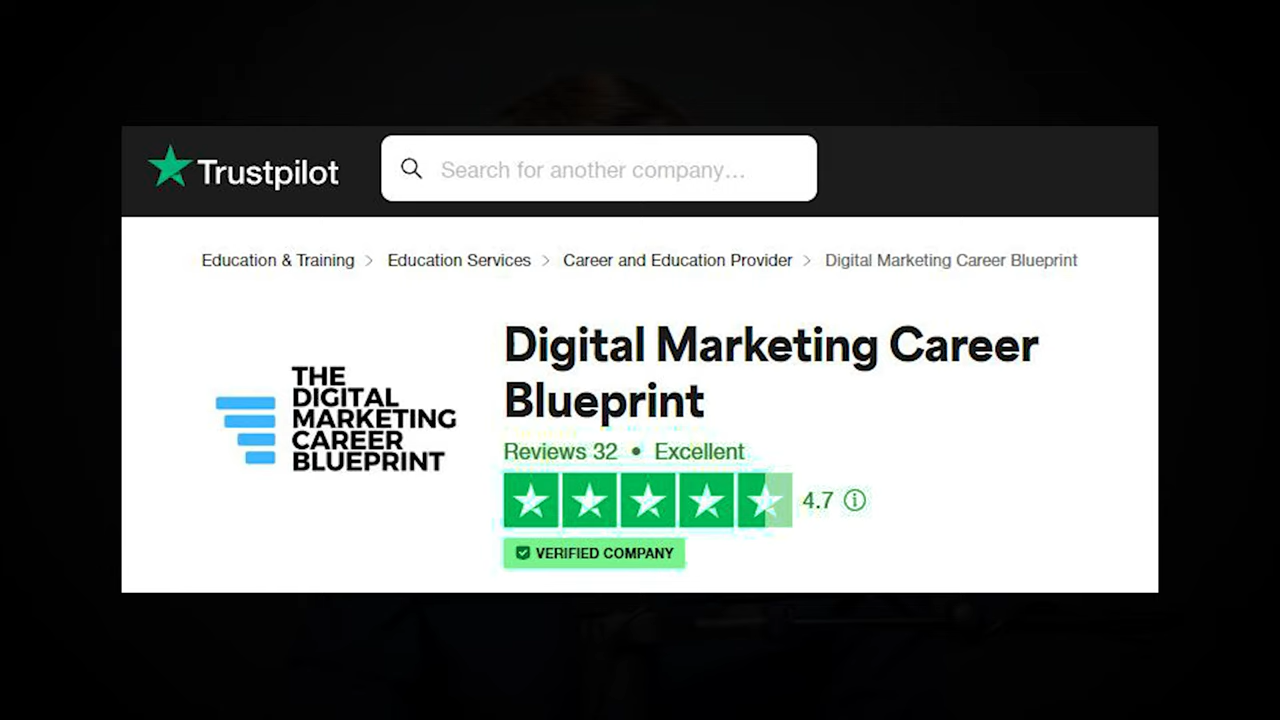 Trustpilot
Search for another company...
Education & Training > Education Services > Career and Education Provider > Digital Marketing Career Blueprint
THE
DIGITAL
MARKETING
CAREER
BLUEPRINT
Digital Marketing Career
Blueprint
Reviews 32 • Excellent
4.7
VERIFIED COMPANY